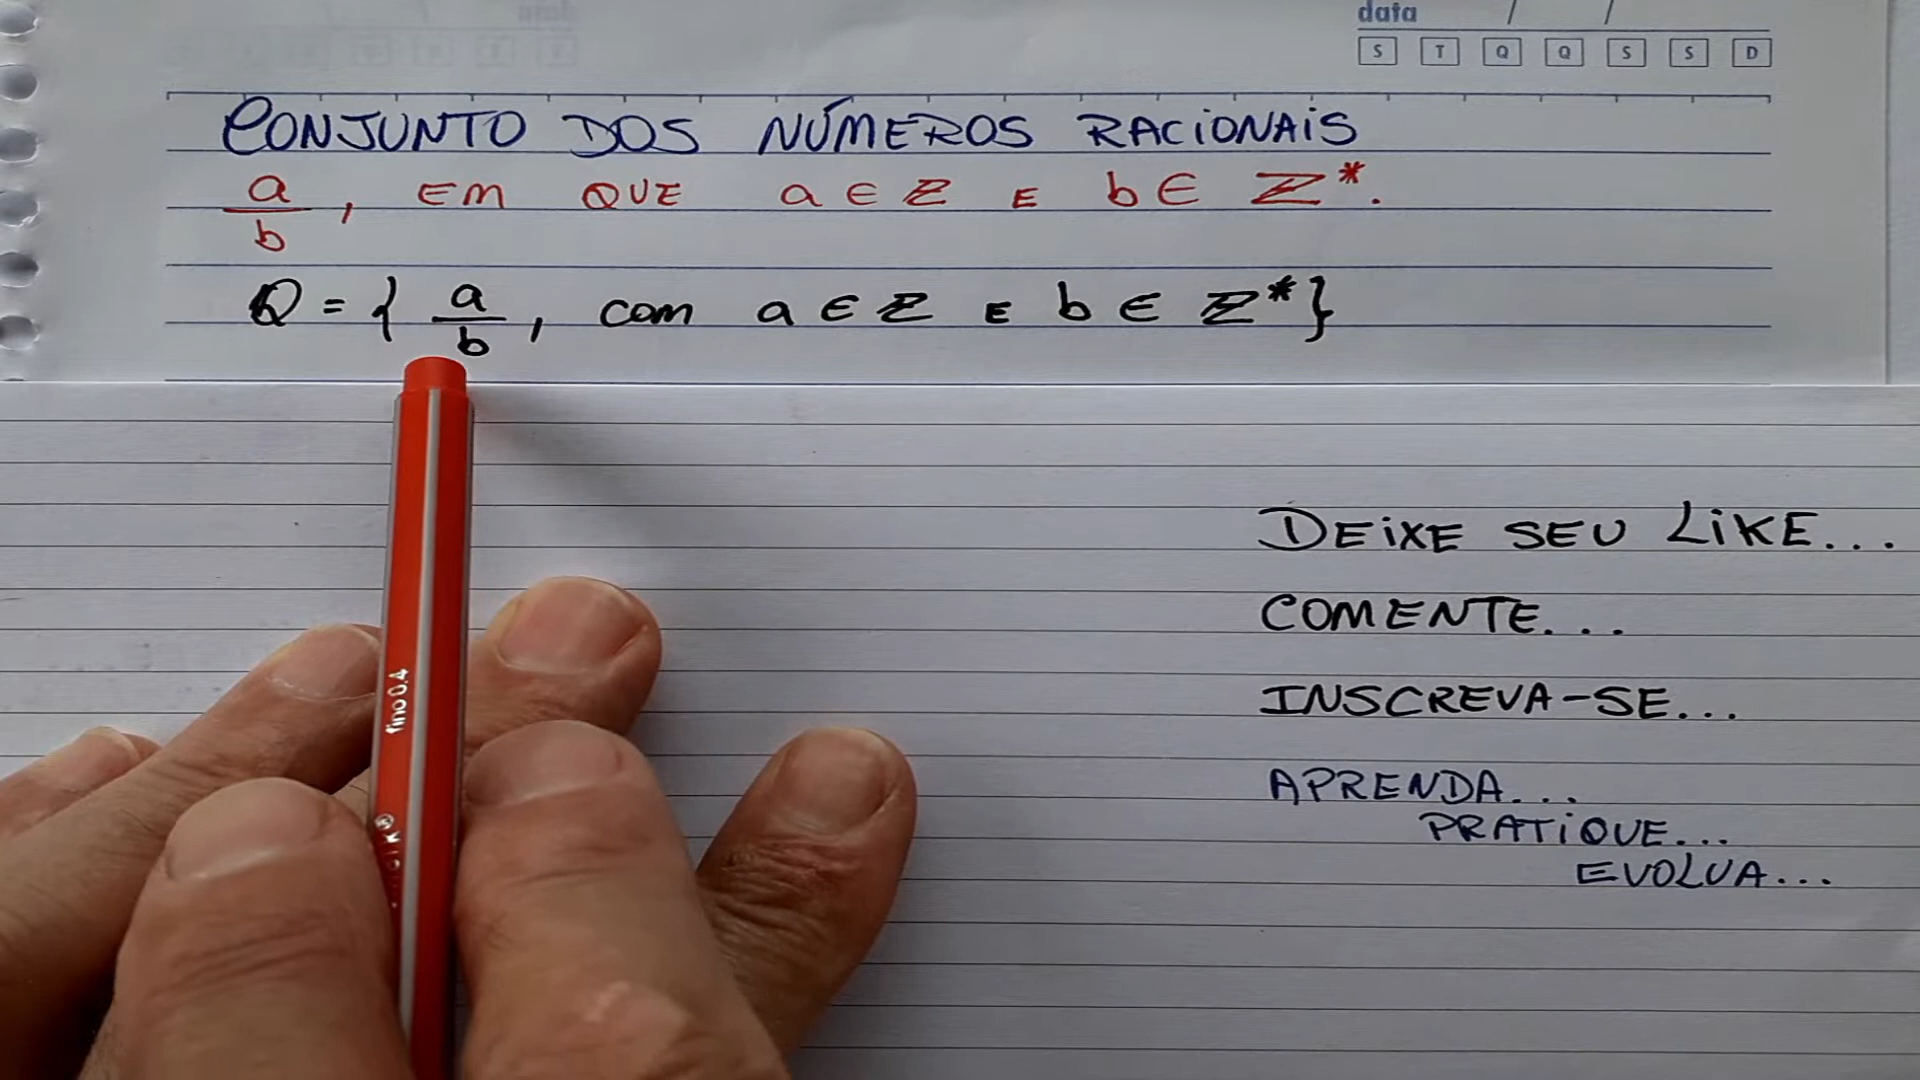 data / /
S T Q Q S S D
CONJUNTO DOS NÚMEROS RACIONAIS
a/b, EM QUE a ∈ ℤ E b ∈ ℤ*.
ℚ = { a/b, com a ∈ ℤ E b ∈ ℤ* }
DEIXE SEU LIKE...
COMENTE...
INSCREVA-SE...
APRENDA...
PRATIQUE...
EVOLUA...
fino 0.4